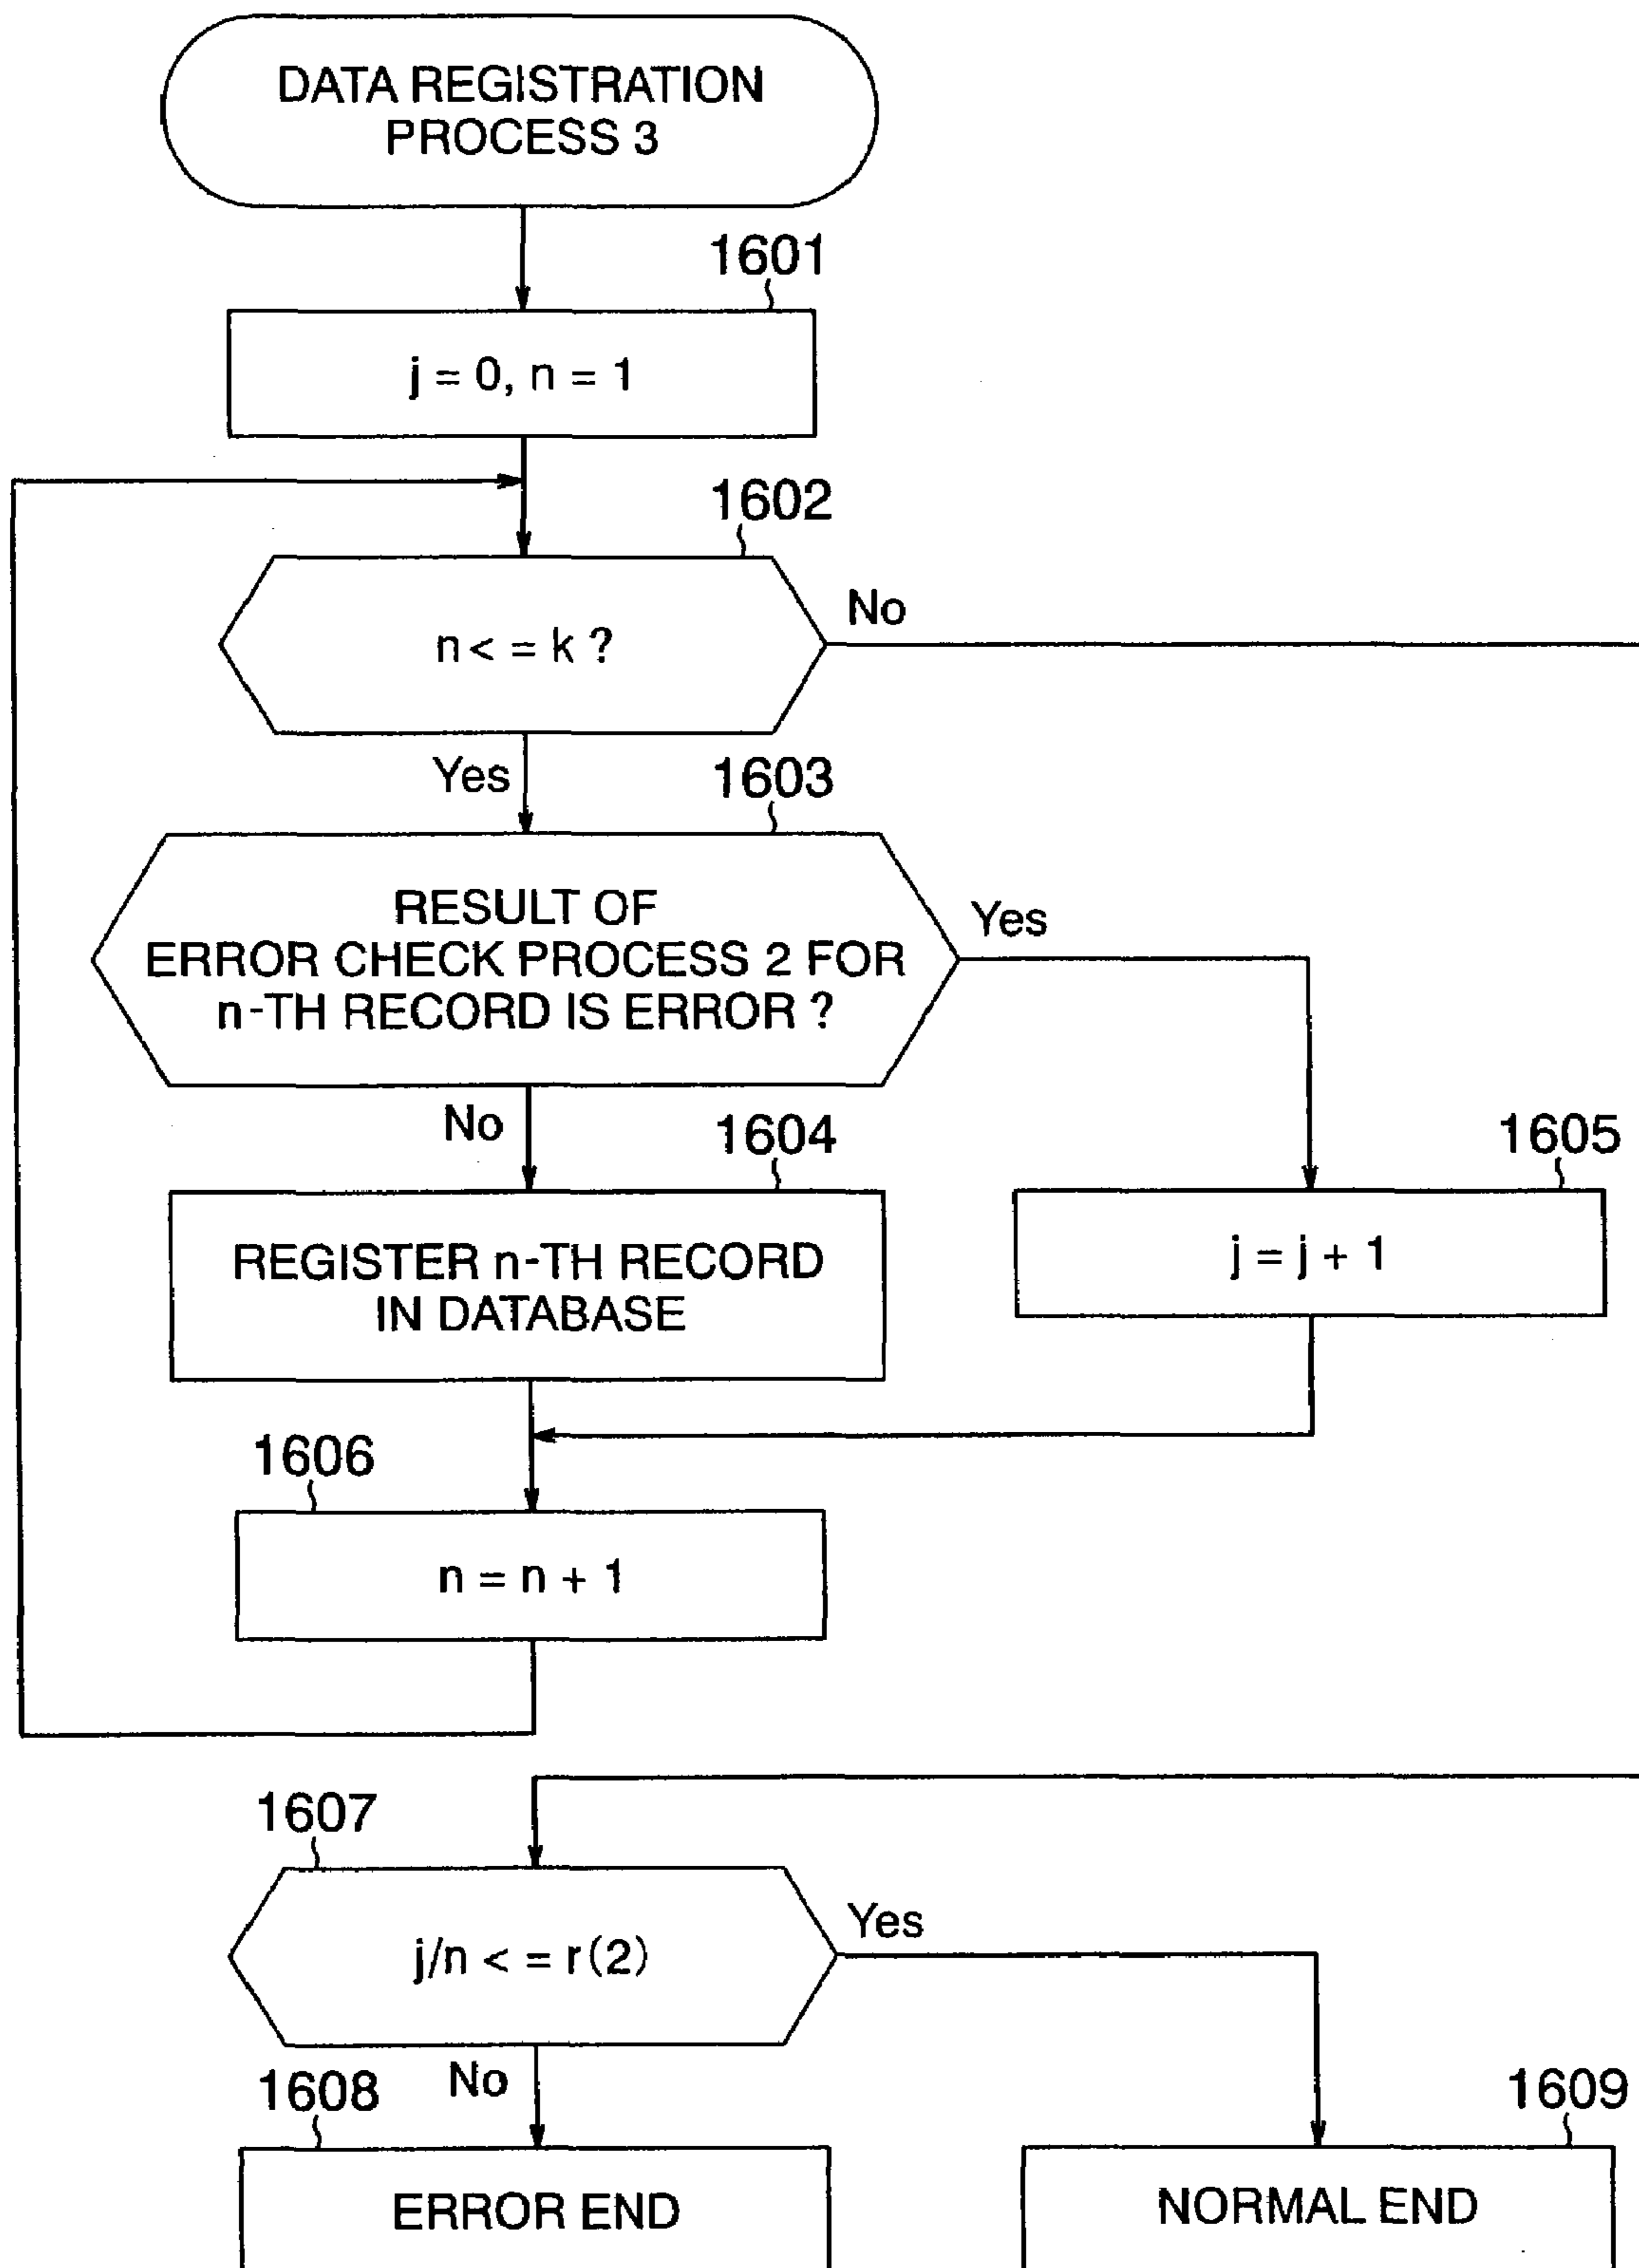 DATA REGISTRATION
PROCESS 3
1601
j = 0, n = 1
1602
n < = k ?
No
Yes
1603
RESULT OF
ERROR CHECK PROCESS 2 FOR
n-TH RECORD IS ERROR ?
Yes
No
1604
REGISTER n-TH RECORD
IN DATABASE
1605
j = j + 1
1606
n = n + 1
1607
j/n < = r(2)
Yes
No
1608
ERROR END
1609
NORMAL END